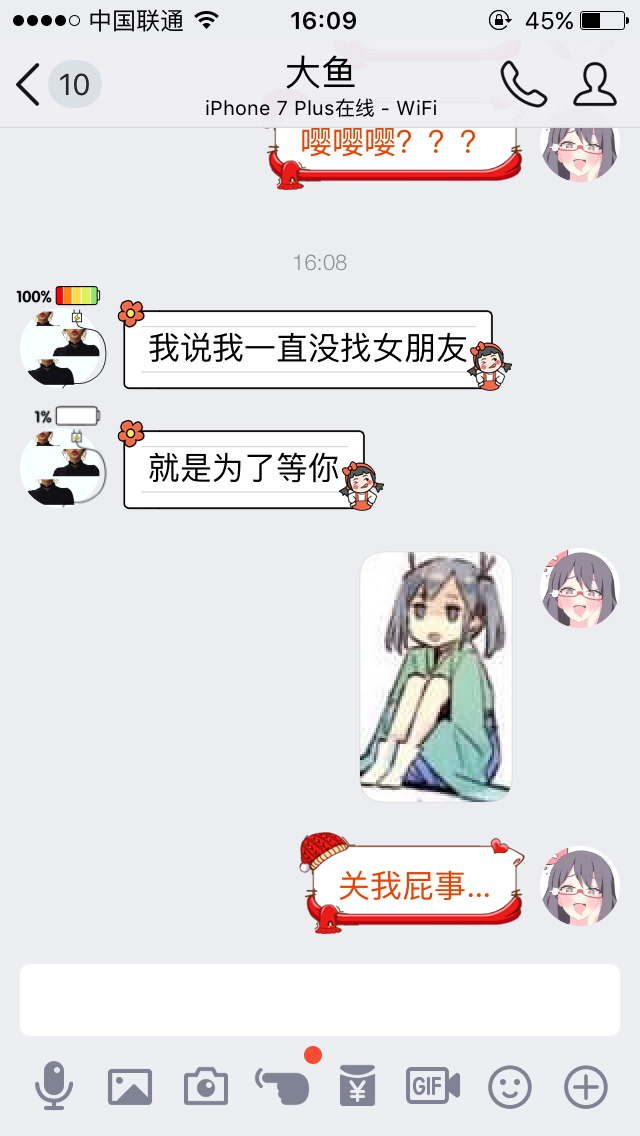 中国联通
16:09
45%
10
大鱼
iPhone 7 Plus在线 - WiFi
嘤嘤嘤？？？
16:08
100%
我说我一直没找女朋友
1%
就是为了等你
关我屁事...
¥
GIF